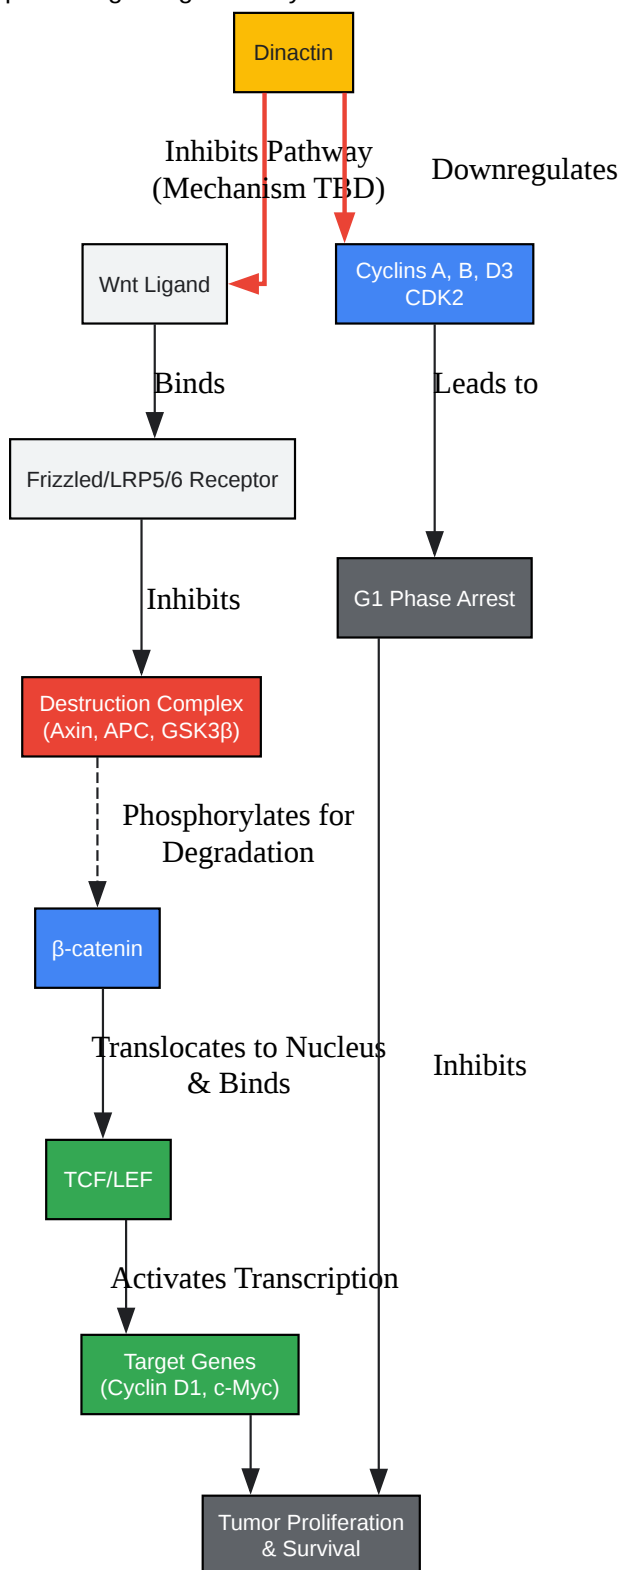 Dinactin
Inhibits Pathway
(Mechanism TBD)
Downregulates
Wnt Ligand
Cyclins A, B, D3
CDK2
Binds
Leads to
Frizzled/LRP5/6 Receptor
Inhibits
G1 Phase Arrest
Destruction Complex
(Axin, APC, GSK3β)
Phosphorylates for
Degradation
β-catenin
Translocates to Nucleus
& Binds
Inhibits
TCF/LEF
Activates Transcription
Target Genes
(Cyclin D1, c-Myc)
Tumor Proliferation
& Survival